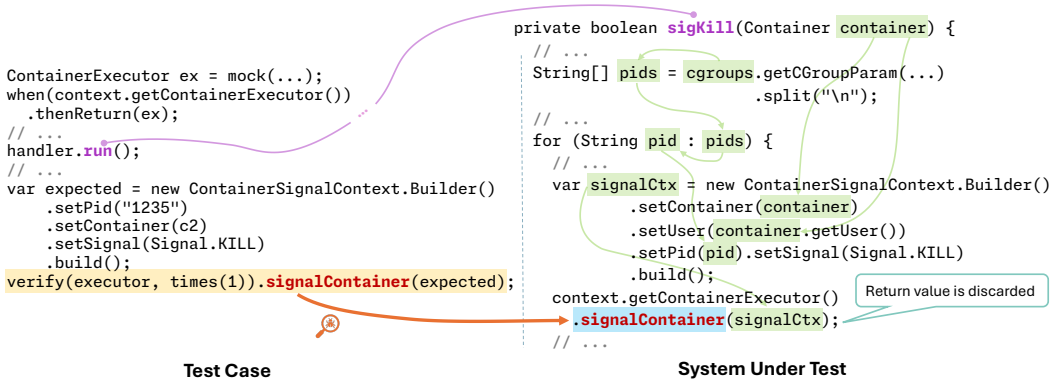 ContainerExecutor ex = mock(...);
when(context.getContainerExecutor())
.thenReturn(ex);
// ...
handler.run();
// ...
var expected = new ContainerSignalContext.Builder()
.setPid("1235")
.setContainer(c2)
.setSignal(Signal.KILL)
.build();
verify(executor, times(1)).signalContainer(expected);
Test Case
...
private boolean sigKill(Container container) {
// ...
String[] pids = cgroups.getCGroupParam(...)
.split("\n");
// ...
for (String pid : pids) {
// ...
var signalCtx = new ContainerSignalContext.Builder()
.setContainer(container)
.setUser(container.getUser())
.setPid(pid).setSignal(Signal.KILL)
.build();
context.getContainerExecutor()
.signalContainer(signalCtx);
// ...
Return value is discarded
System Under Test